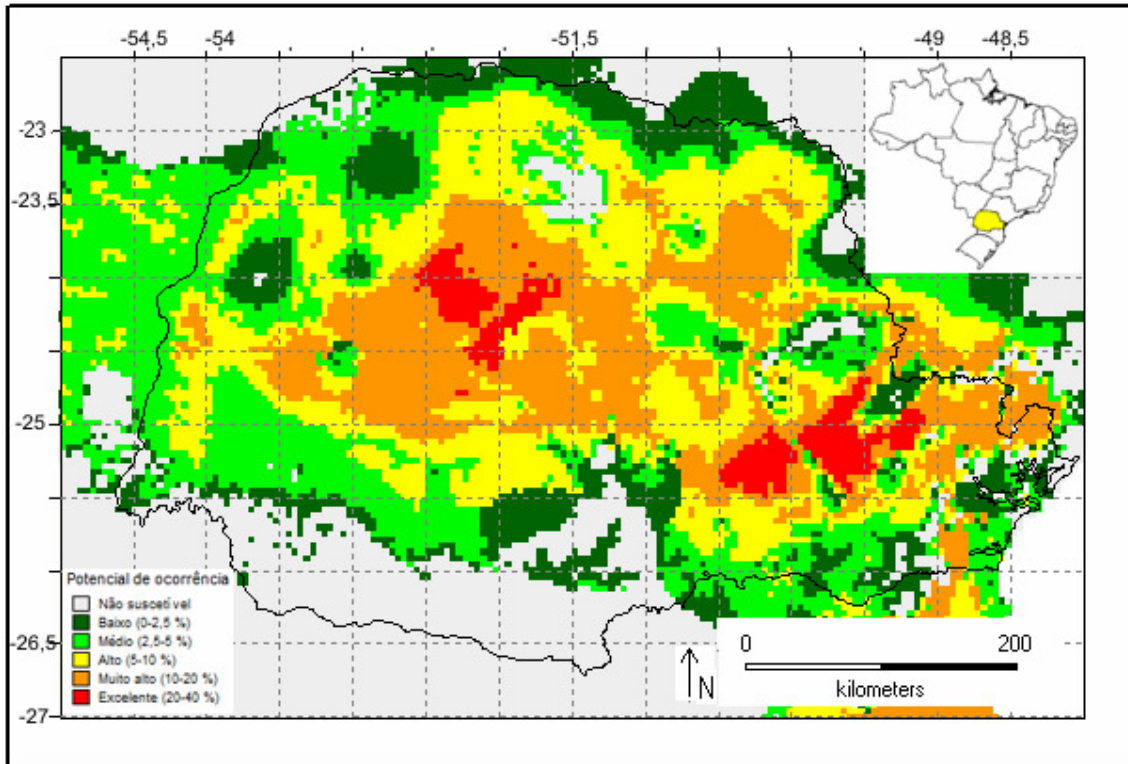 -54,5 -54 -51,5 -49 -48,5
-23
-23,5
-25
-26,5
-27
Potencial de ocorrência
Não suscetível
Baixo (0-2,5 %)
Médio (2,5-5 %)
Alto (5-10 %)
Muito alto (10-20 %)
Excelente (20-40 %)
N
0 200
kilometers